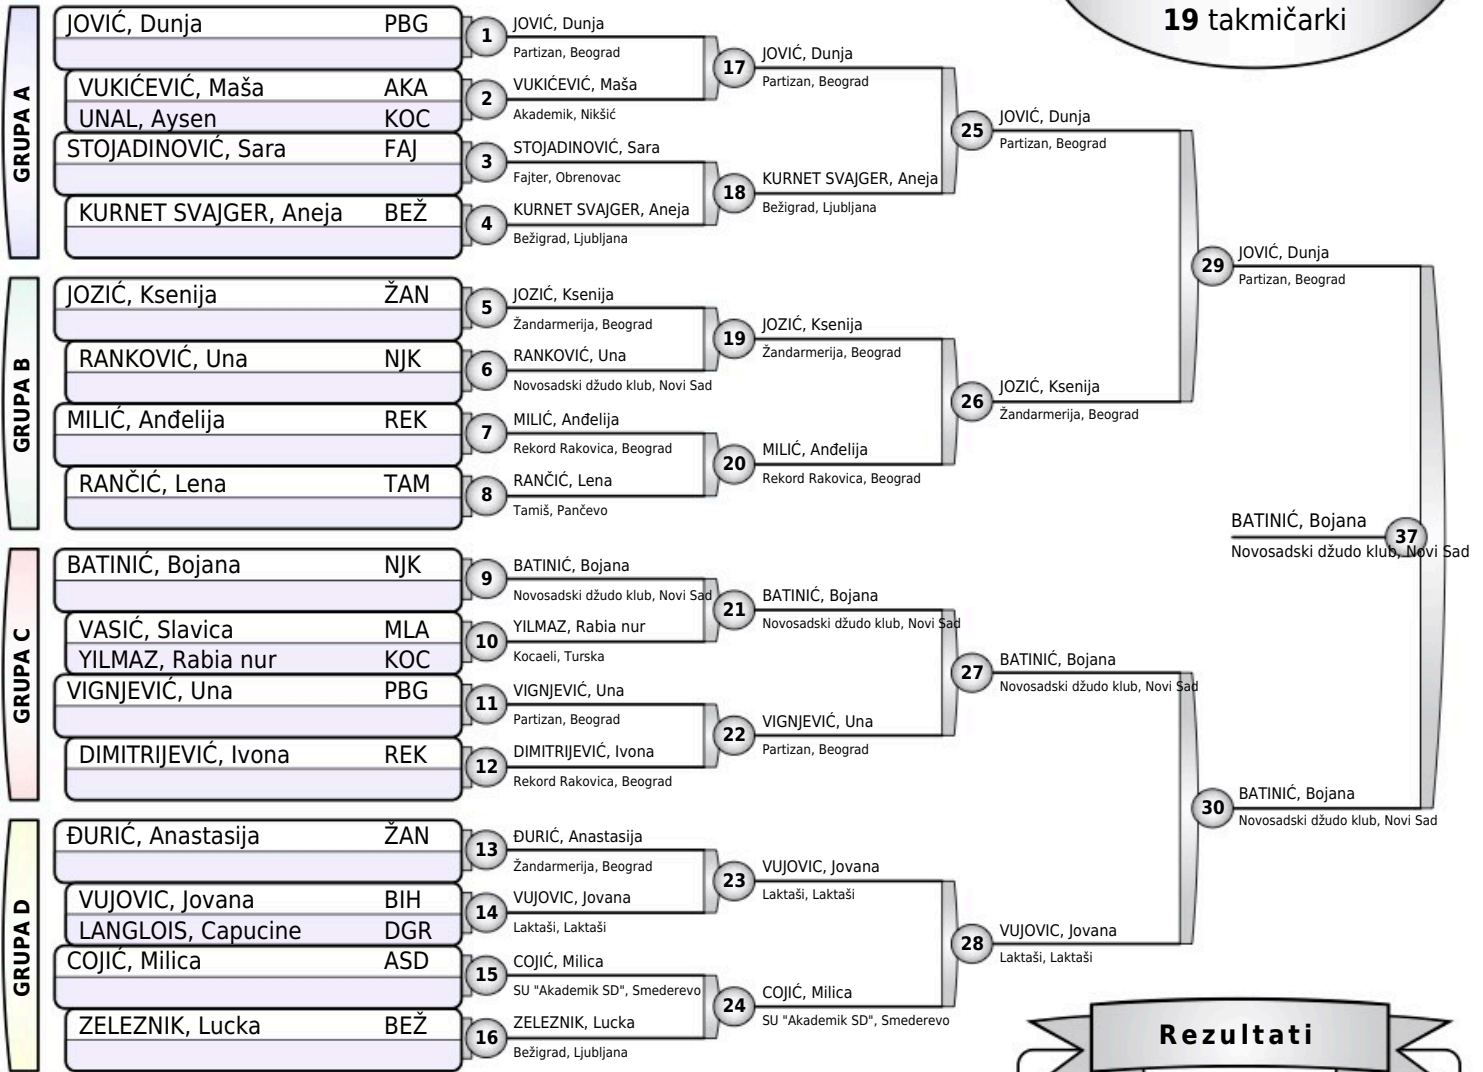 19 takmičarki
GRUPA A
JOVIĆ, Dunja PBG
VUKIĆEVIĆ, Maša AKA
UNAL, Aysen KOC
STOJADINOVIĆ, Sara FAJ
KURNET SVAJGER, Aneja BEŽ
GRUPA B
JOZIĆ, Ksenija ŽAN
RANKOVIĆ, Una NJK
MILIĆ, Anđelija REK
RANČIĆ, Lena TAM
GRUPA C
BATINIĆ, Bojana NJK
VASIĆ, Slavica MLA
YILMAZ, Rabia nur KOC
VIGNJEVIĆ, Una PBG
DIMITRIJEVIĆ, Ivona REK
GRUPA D
ĐURIĆ, Anastasija ŽAN
VUJOVIC, Jovana BIH
LANGLOIS, Capucine DGR
COJIĆ, Milica ASD
ZELEZNIK, Lucka BEŽ
1 JOVIĆ, Dunja
Partizan, Beograd
2 VUKIĆEVIĆ, Maša
Akademik, Nikšić
3 STOJADINOVIĆ, Sara
Fajter, Obrenovac
4 KURNET SVAJGER, Aneja
Bežigrad, Ljubljana
5 JOZIĆ, Ksenija
Žandarmerija, Beograd
6 RANKOVIĆ, Una
Novosadski džudo klub, Novi Sad
7 MILIĆ, Anđelija
Rekord Rakovica, Beograd
8 RANČIĆ, Lena
Tamiš, Pančevo
9 BATINIĆ, Bojana
Novosadski džudo klub, Novi Sad
10 YILMAZ, Rabia nur
Kocaeli, Turska
11 VIGNJEVIĆ, Una
Partizan, Beograd
12 DIMITRIJEVIĆ, Ivona
Rekord Rakovica, Beograd
13 ĐURIĆ, Anastasija
Žandarmerija, Beograd
14 VUJOVIC, Jovana
Laktaši, Laktaši
15 COJIĆ, Milica
SU "Akademik SD", Smederevo
16 ZELEZNIK, Lucka
Bežigrad, Ljubljana
17 JOVIĆ, Dunja
Partizan, Beograd
18 KURNET SVAJGER, Aneja
Bežigrad, Ljubljana
19 JOZIĆ, Ksenija
Žandarmerija, Beograd
20 MILIĆ, Anđelija
Rekord Rakovica, Beograd
21 BATINIĆ, Bojana
Novosadski džudo klub, Novi Sad
22 VIGNJEVIĆ, Una
Partizan, Beograd
23 VUJOVIC, Jovana
Laktaši, Laktaši
24 COJIĆ, Milica
SU "Akademik SD", Smederevo
25 JOVIĆ, Dunja
Partizan, Beograd
26 JOZIĆ, Ksenija
Žandarmerija, Beograd
27 BATINIĆ, Bojana
Novosadski džudo klub, Novi Sad
28 VUJOVIC, Jovana
Laktaši, Laktaši
29 JOVIĆ, Dunja
Partizan, Beograd
30 BATINIĆ, Bojana
Novosadski džudo klub, Novi Sad
BATINIĆ, Bojana 37
Novosadski džudo klub, Novi Sad
Rezultati